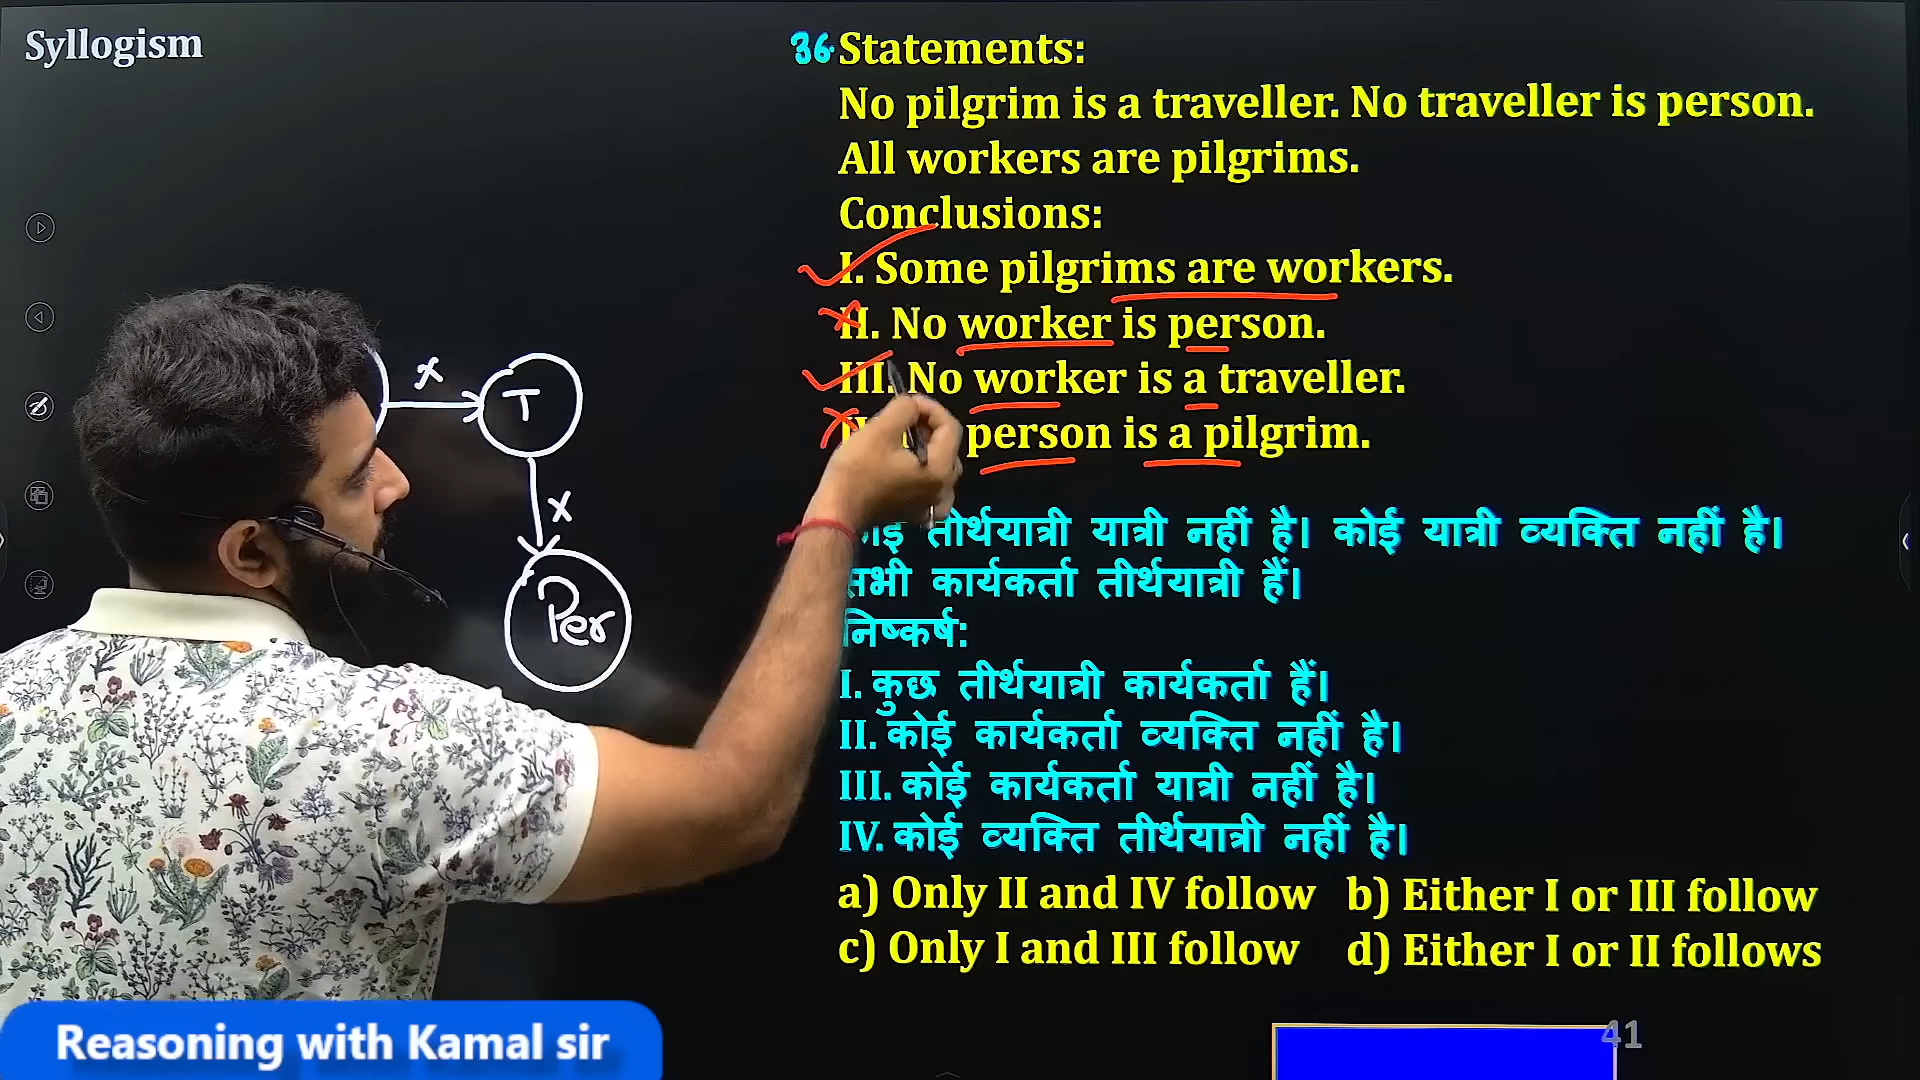 Syllogism
36. Statements:
No pilgrim is a traveller. No traveller is person.
All workers are pilgrims.
Conclusions:
I. Some pilgrims are workers.
II. No worker is person.
III. No worker is a traveller.
person is a pilgrim.
तीर्थयात्री यात्री नहीं है। कोई यात्री व्यक्ति नहीं है।
सभी कार्यकर्ता तीर्थयात्री हैं।
निष्कर्ष:
I. कुछ तीर्थयात्री कार्यकर्ता हैं।
II. कोई कार्यकर्ता व्यक्ति नहीं है।
III. कोई कार्यकर्ता यात्री नहीं है।
IV. कोई व्यक्ति तीर्थयात्री नहीं है।
a) Only II and IV follow b) Either I or III follow
c) Only I and III follow d) Either I or II follows
x
T
x
Per
Reasoning with Kamal sir
41